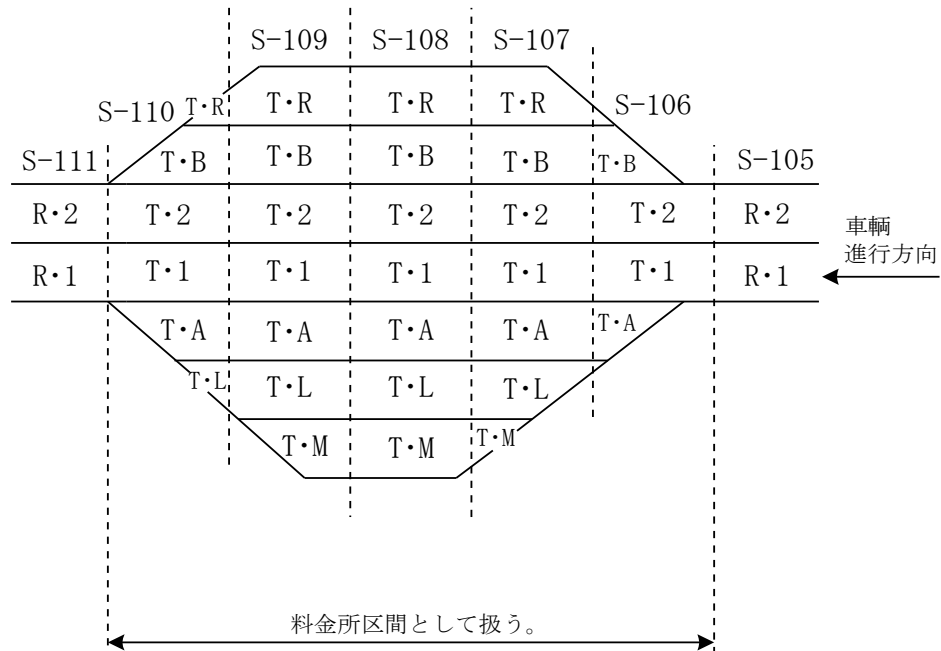 S-109 S-108 S-107
S-110 T・R T・R T・R T・R S-106
S-111 T・B T・B T・B T・B T・B S-105
R・2 T・2 T・2 T・2 T・2 T・2 R・2
車輌
進行方向
R・1 T・1 T・1 T・1 T・1 T・1 R・1
T・A T・A T・A T・A T・A
T・L T・L T・L T・L
T・M T・M T・M
料金所区間として扱う。